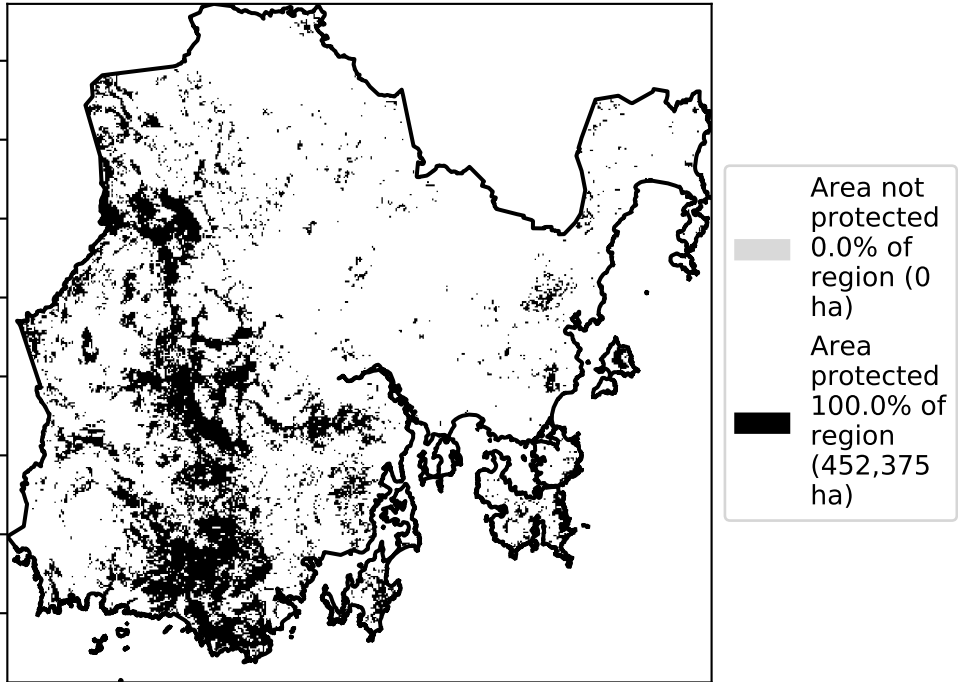 Area not
protected
0.0% of
region (0
ha)
Area
protected
100.0% of
region
(452,375
ha)